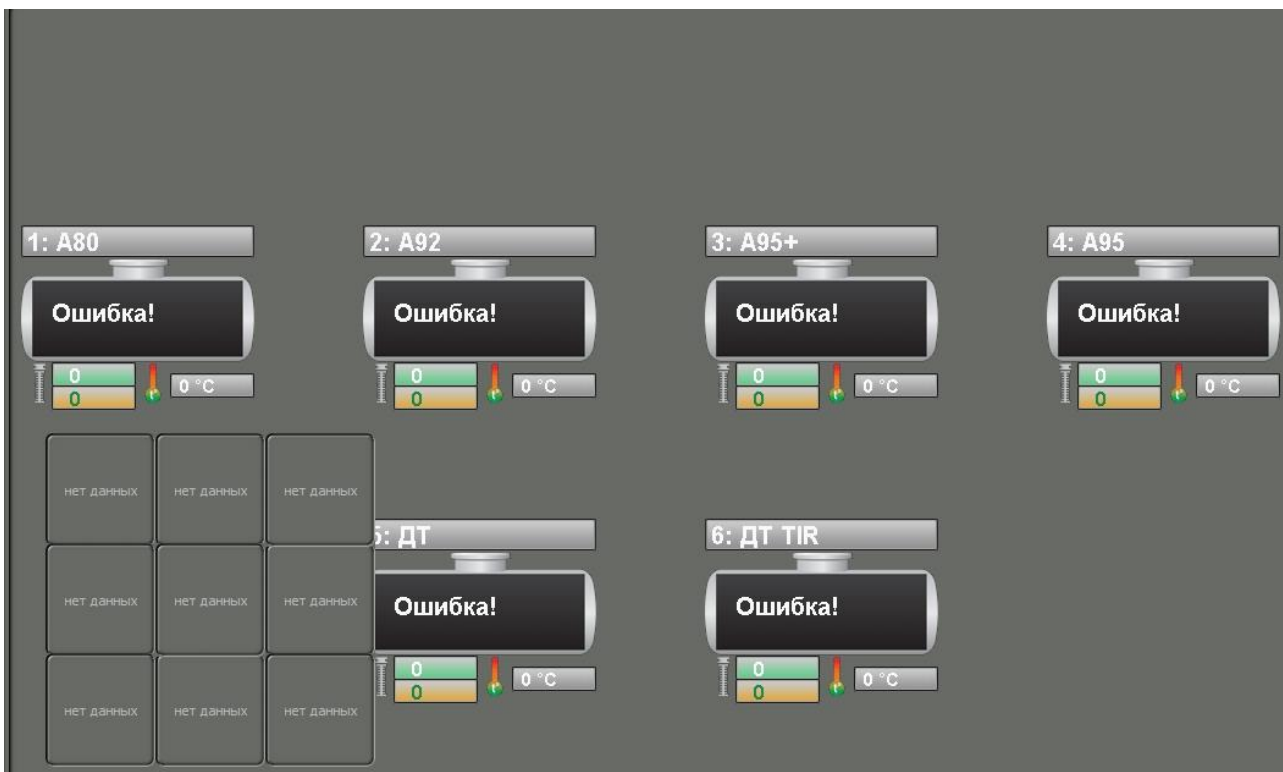 1: А80
2: А92
3: А95+
4: А95
Ошибка!
Ошибка!
Ошибка!
Ошибка!
0
0
0 °C
0
0
0 °C
0
0
0 °C
0
0
0 °C
нет данных
нет данных
нет данных
5: ДТ
6: ДТ TIR
нет данных
нет данных
нет данных
Ошибка!
Ошибка!
0
0
0 °C
0
0
0 °C
нет данных
нет данных
нет данных